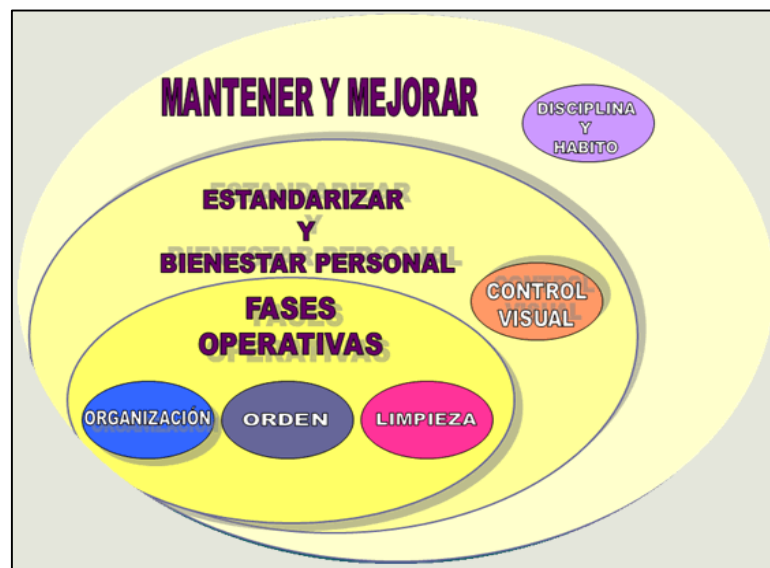 MANTENER Y MEJORAR
DISCIPLINA
Y
HABITO
ESTANDARIZAR
Y
BIENESTAR PERSONAL
CONTROL
VISUAL
FASES
OPERATIVAS
ORGANIZACIÓN
ORDEN
LIMPIEZA